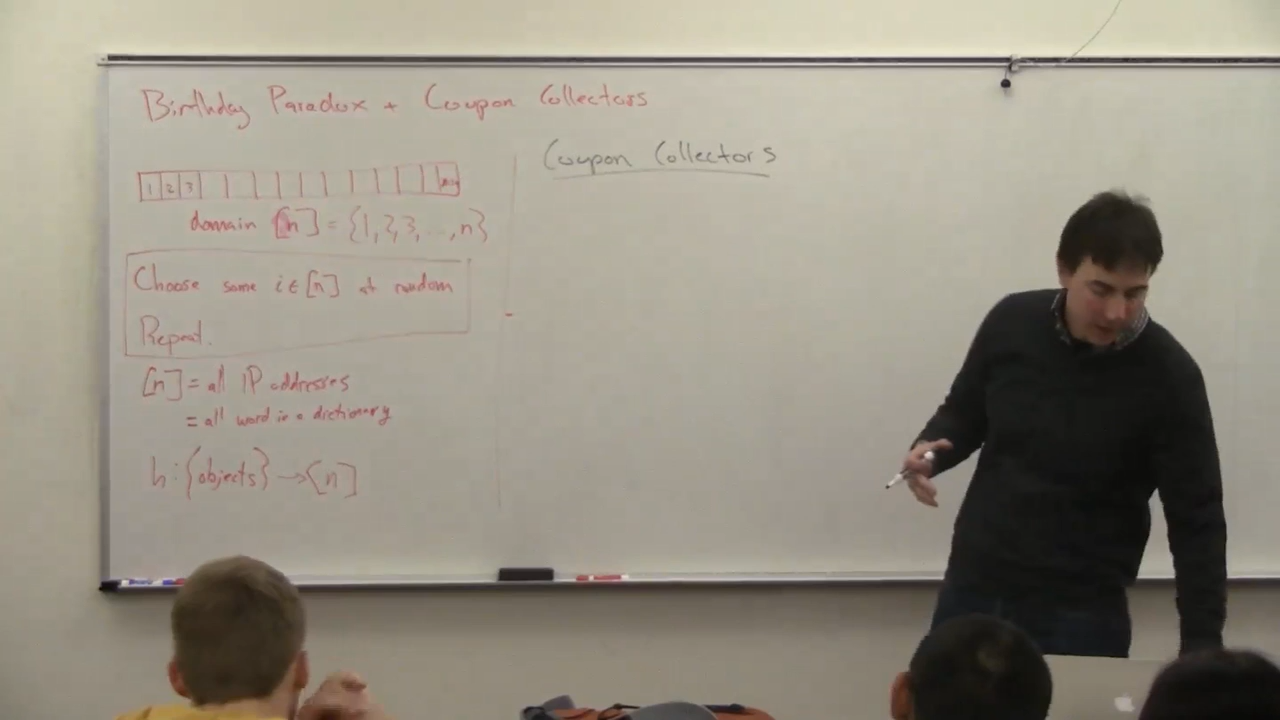 Birthday Paradox + Coupon Collectors
1 2 3
domain [n] = {1, 2, 3, ..., n}
Choose some i ∈ [n] at random
Repeat.
[n] = all IP addresses
= all word in a dictionary
h: {objects} → [n]
Coupon Collectors